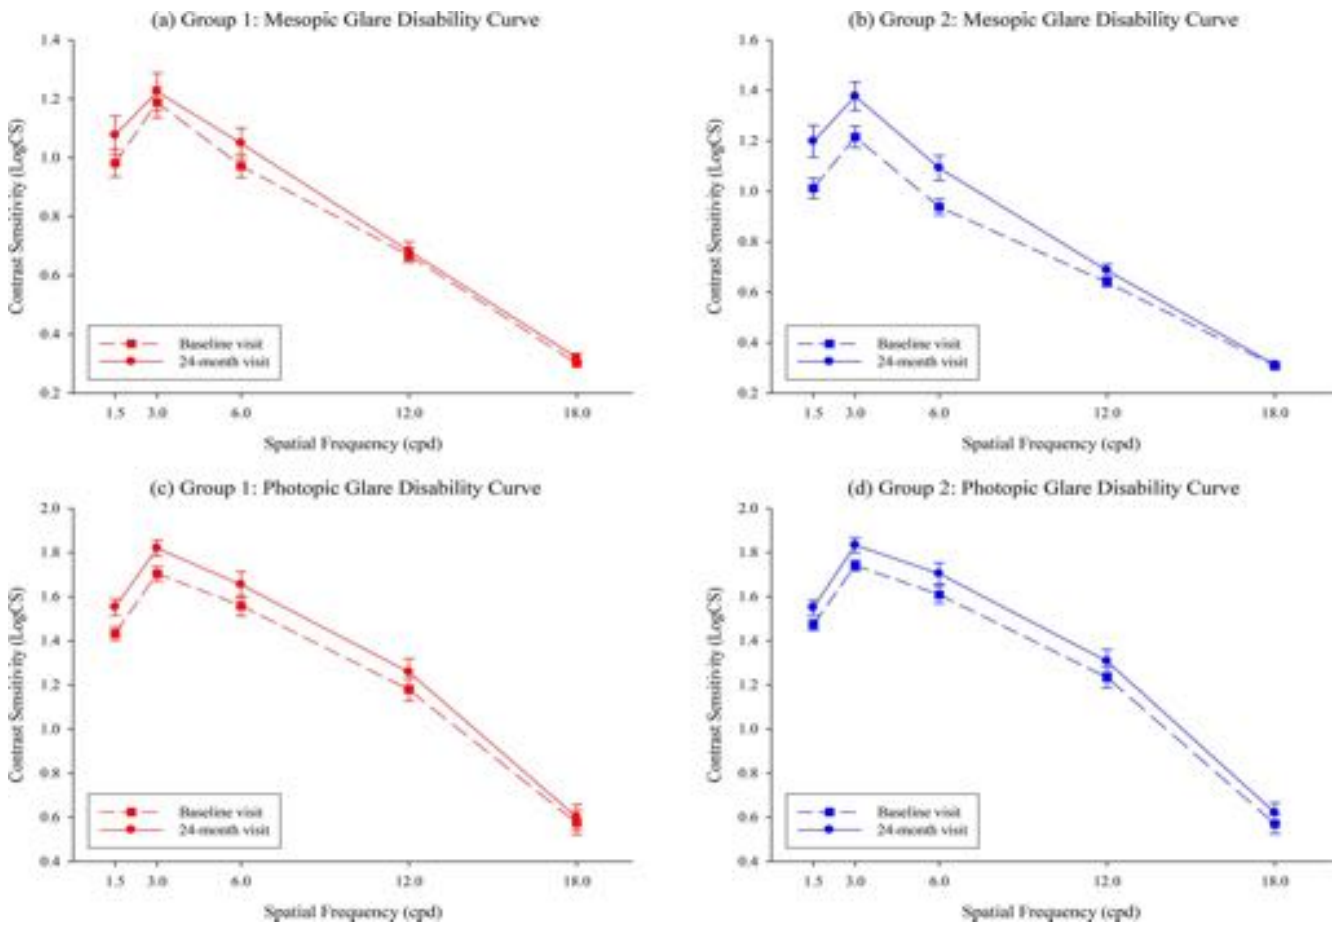 (a) Group 1: Mesopic Glare Disability Curve
1.4
1.2
1.0
0.8
0.6
0.4
0.2
Contrast Sensitivity (LogCS)
Baseline visit
24-month visit
1.5 3.0 6.0 12.0 18.0
Spatial Frequency (cpd)
(b) Group 2: Mesopic Glare Disability Curve
1.6
1.4
1.2
1.0
0.8
0.6
0.4
0.2
Contrast Sensitivity (LogCS)
Baseline visit
24-month visit
1.5 3.0 6.0 12.0 18.0
Spatial Frequency (cpd)
(c) Group 1: Photopic Glare Disability Curve
2.0
1.8
1.6
1.4
1.2
1.0
0.8
0.6
0.4
Contrast Sensitivity (LogCS)
Baseline visit
24-month visit
1.5 3.0 6.0 12.0 18.0
Spatial Frequency (cpd)
(d) Group 2: Photopic Glare Disability Curve
2.0
1.8
1.6
1.4
1.2
1.0
0.8
0.6
0.4
Contrast Sensitivity (LogCS)
Baseline visit
24-month visit
1.5 3.0 6.0 12.0 18.0
Spatial Frequency (cpd)